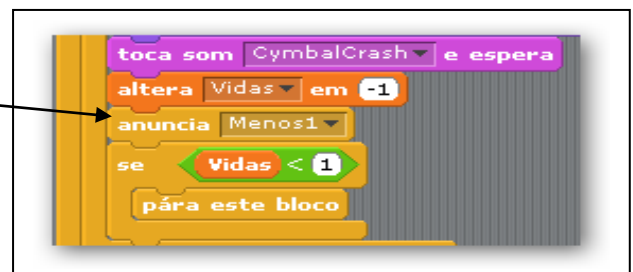 toca som CymbalCrash e espera
altera Vidas em -1
anuncia Menos1
se Vidas < 1
pára este bloco